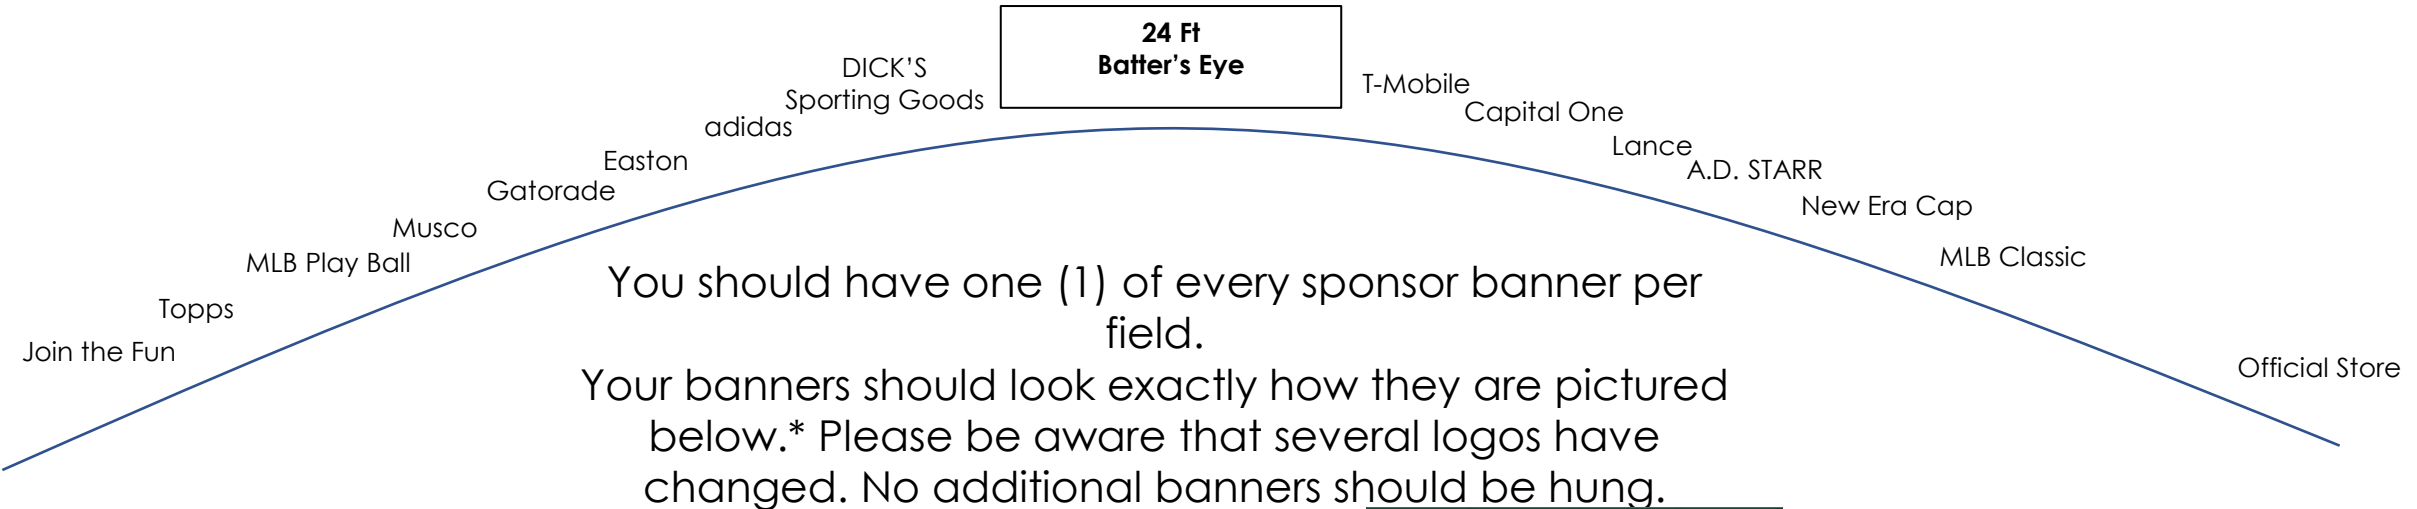 24 Ft
Batter's Eye
DICK'S
Sporting Goods
adidas
Easton
Gatorade
Musco
MLB Play Ball
Topps
Join the Fun
T-Mobile
Capital One
Lance
A.D. STARR
New Era Cap
MLB Classic
Official Store
You should have one (1) of every sponsor banner per
field.
Your banners should look exactly how they are pictured
below.* Please be aware that several logos have
changed. No additional banners should be hung.